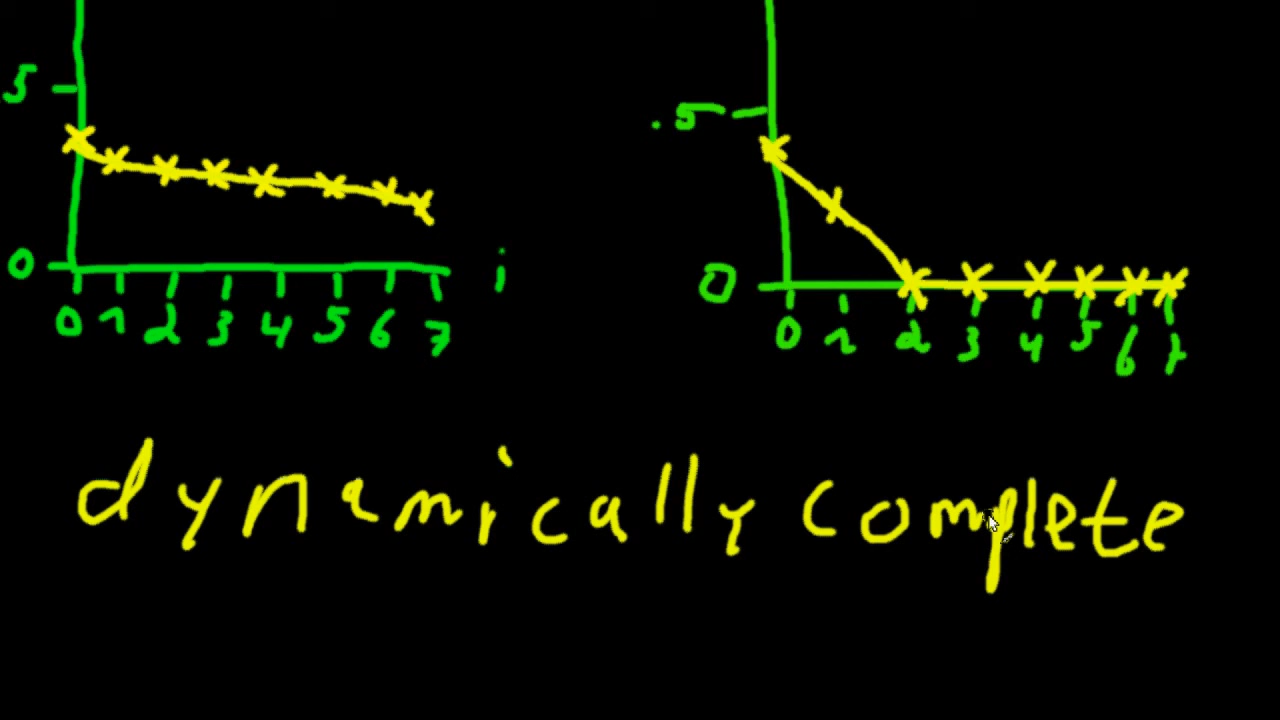 5 .5
0 i 0
0 1 2 3 4 5 6 7 0 1 2 3 4 5 6 7
dynamically complete